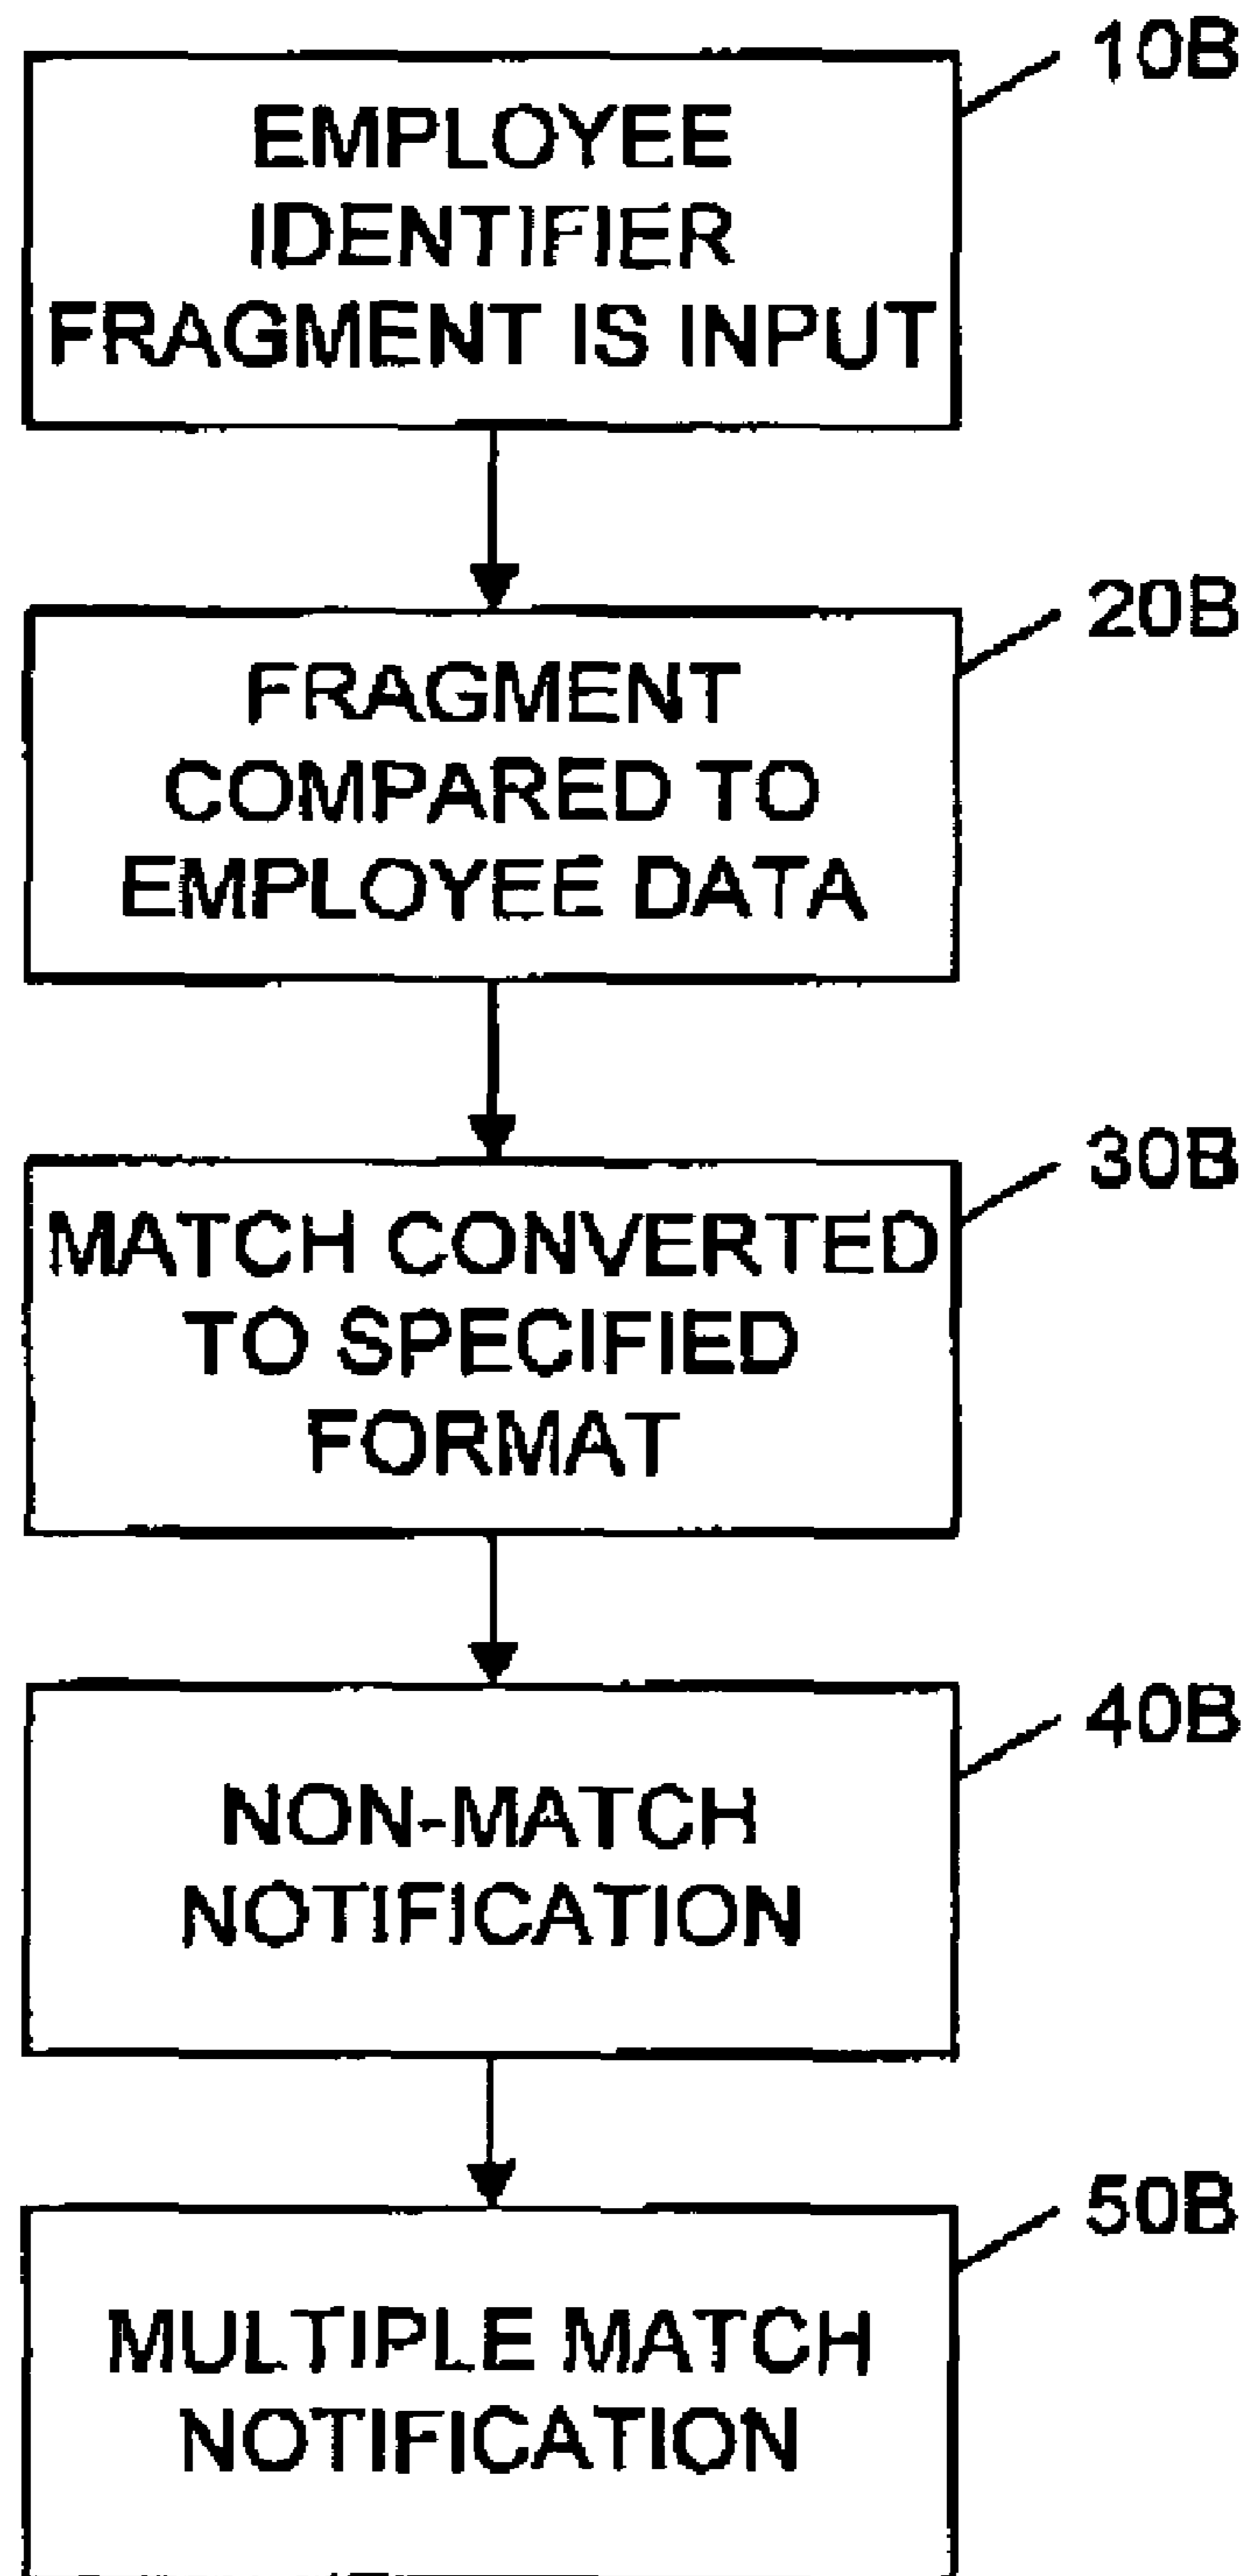 10B
EMPLOYEE
IDENTIFIER
FRAGMENT IS INPUT
20B
FRAGMENT
COMPARED TO
EMPLOYEE DATA
30B
MATCH CONVERTED
TO SPECIFIED
FORMAT
40B
NON-MATCH
NOTIFICATION
50B
MULTIPLE MATCH
NOTIFICATION